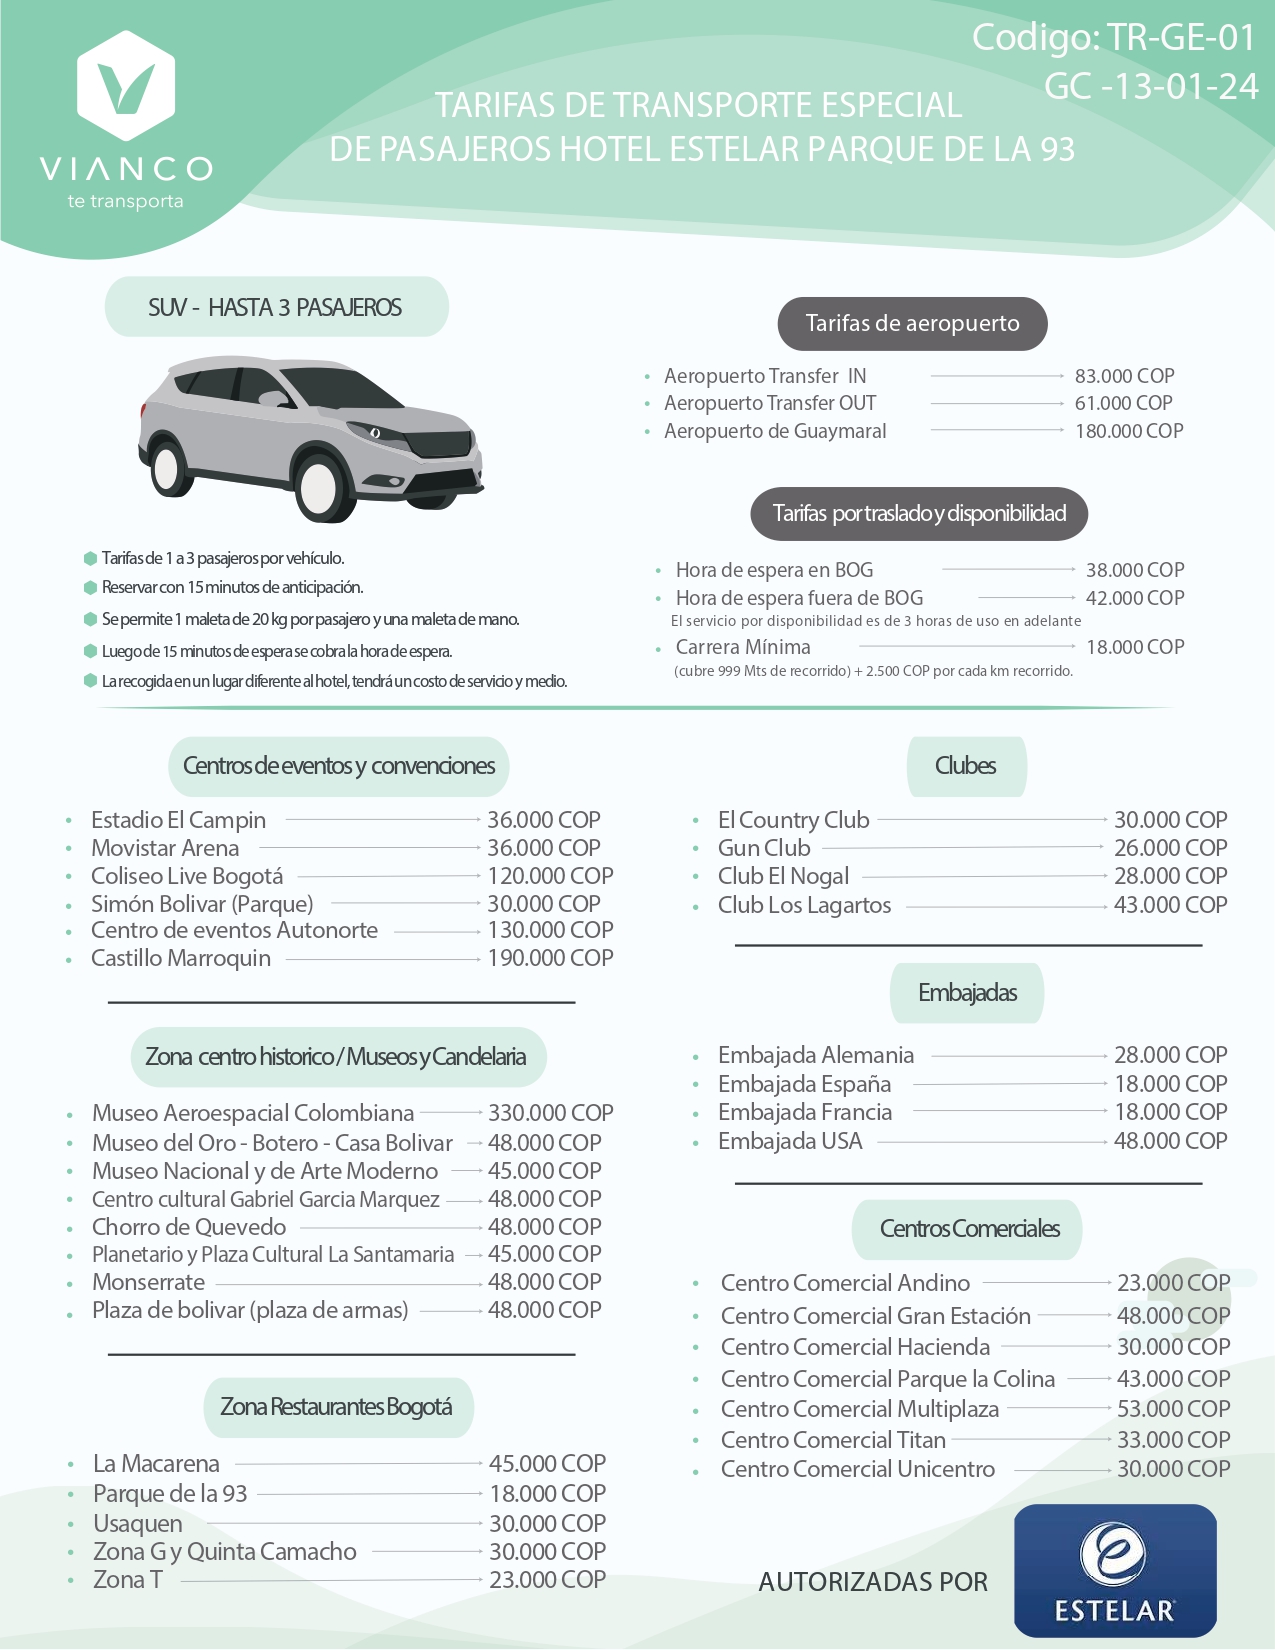 Codigo: TR-GE-01
GC -13-01-24
VIANCO
te transporta
TARIFAS DE TRANSPORTE ESPECIAL
DE PASAJEROS HOTEL ESTELAR PARQUE DE LA 93
SUV - HASTA 3 PASAJEROS
Tarifas de 1 a 3 pasajeros por vehículo.
Reservar con 15 minutos de anticipación.
Se permite 1 maleta de 20 kg por pasajero y una maleta de mano.
Luego de 15 minutos de espera se cobra la hora de espera.
La recogida en un lugar diferente al hotel, tendrá un costo de servicio y medio.
Tarifas de aeropuerto
Aeropuerto Transfer IN 83.000 COP
Aeropuerto Transfer OUT 61.000 COP
Aeropuerto de Guaymaral 180.000 COP
Tarifas por traslado y disponibilidad
Hora de espera en BOG 38.000 COP
Hora de espera fuera de BOG 42.000 COP
El servicio por disponibilidad es de 3 horas de uso en adelante
Carrera Mínima 18.000 COP
(cubre 999 Mts de recorrido) + 2.500 COP por cada km recorrido.
Centros de eventos y convenciones
Estadio El Campin 36.000 COP
Movistar Arena 36.000 COP
Coliseo Live Bogotá 120.000 COP
Simón Bolivar (Parque) 30.000 COP
Centro de eventos Autonorte 130.000 COP
Castillo Marroquin 190.000 COP
Zona centro historico / Museos y Candelaria
Museo Aeroespacial Colombiana 330.000 COP
Museo del Oro - Botero - Casa Bolivar 48.000 COP
Museo Nacional y de Arte Moderno 45.000 COP
Centro cultural Gabriel Garcia Marquez 48.000 COP
Chorro de Quevedo 48.000 COP
Planetario y Plaza Cultural La Santamaria 45.000 COP
Monserrate 48.000 COP
Plaza de bolivar (plaza de armas) 48.000 COP
Zona Restaurantes Bogotá
La Macarena 45.000 COP
Parque de la 93 18.000 COP
Usaquen 30.000 COP
Zona G y Quinta Camacho 30.000 COP
Zona T 23.000 COP
Clubes
El Country Club 30.000 COP
Gun Club 26.000 COP
Club El Nogal 28.000 COP
Club Los Lagartos 43.000 COP
Embajadas
Embajada Alemania 28.000 COP
Embajada España 18.000 COP
Embajada Francia 18.000 COP
Embajada USA 48.000 COP
Centros Comerciales
Centro Comercial Andino 23.000 COP
Centro Comercial Gran Estación 48.000 COP
Centro Comercial Hacienda 30.000 COP
Centro Comercial Parque la Colina 43.000 COP
Centro Comercial Multiplaza 53.000 COP
Centro Comercial Titan 33.000 COP
Centro Comercial Unicentro 30.000 COP
AUTORIZADAS POR
ESTELAR